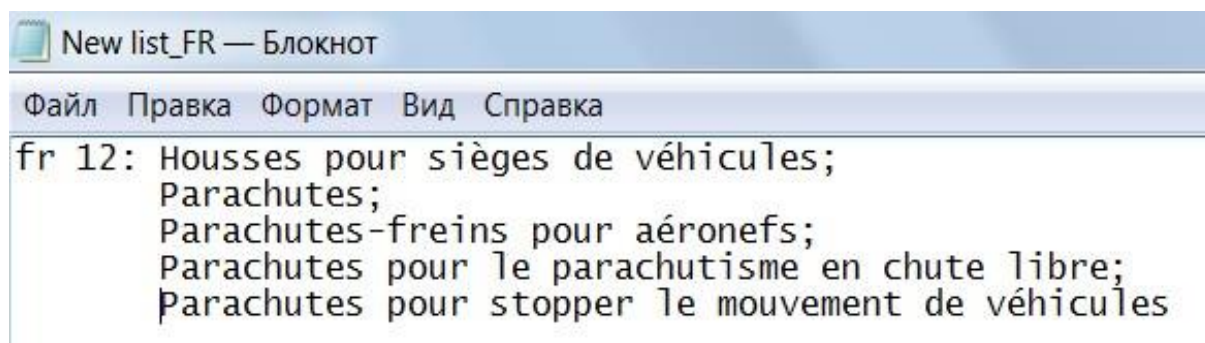 New list_FR — Блокнот
Файл Правка Формат Вид Справка
fr 12: Housses pour sièges de véhicules;
Parachutes;
Parachutes-freins pour aéronefs;
Parachutes pour le parachutisme en chute libre;
Parachutes pour stopper le mouvement de véhicules